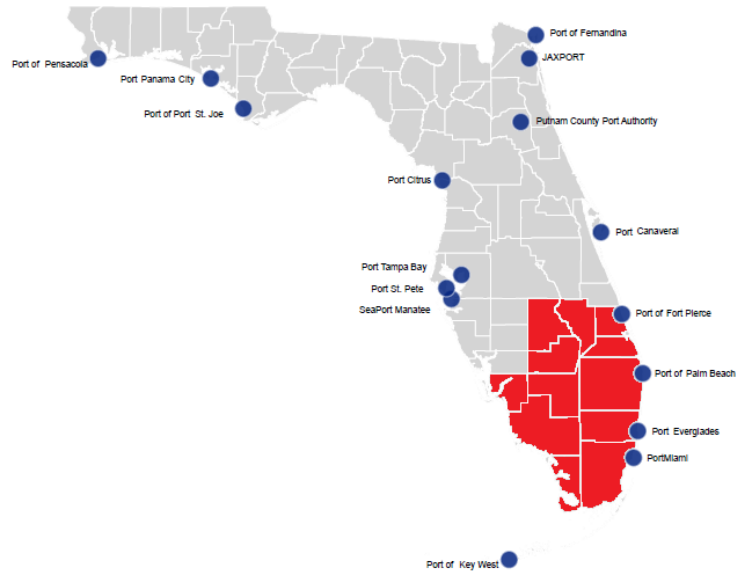 Port of Fernandina
JAXPORT
Port of Pensacola
Port Panama City
Port of Port St. Joe
Putnam County Port Authority
Port Citrus
Port Canaveral
Port Tampa Bay
Port St. Pete
SeaPort Manatee
Port of Fort Pierce
Port of Palm Beach
Port Everglades
PortMiami
Port of Key West